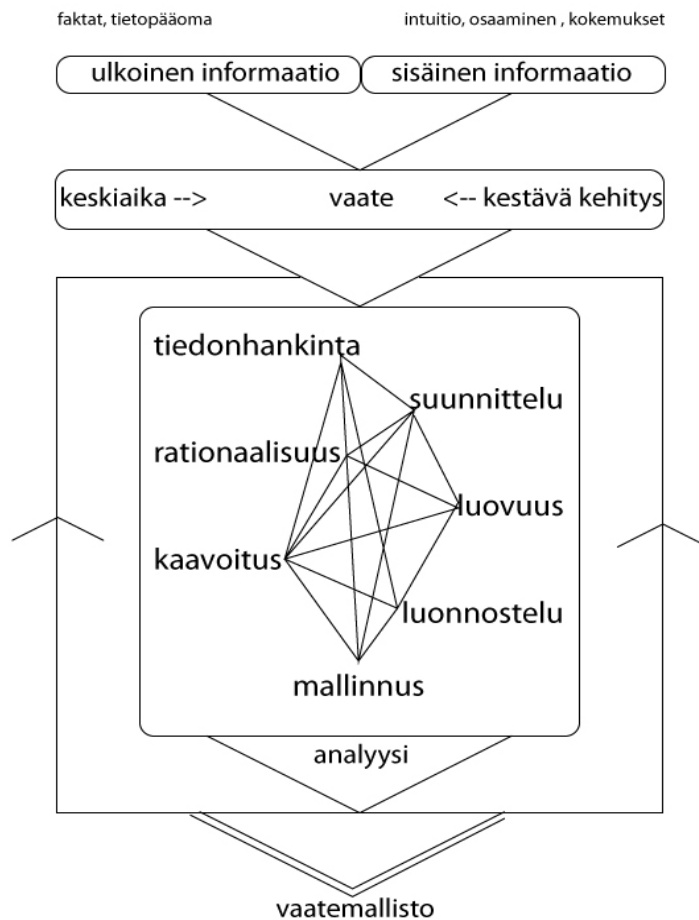 faktat, tietopääoma
intuitio, osaaminen , kokemukset
ulkoinen informaatio
sisäinen informaatio
keskiaika --> vaate <-- kestävä kehitys
tiedonhankinta
suunnittelu
rationaalisuus
luovuus
kaavoitus
luonnostelu
mallinnus
analyysi
vaatemallisto